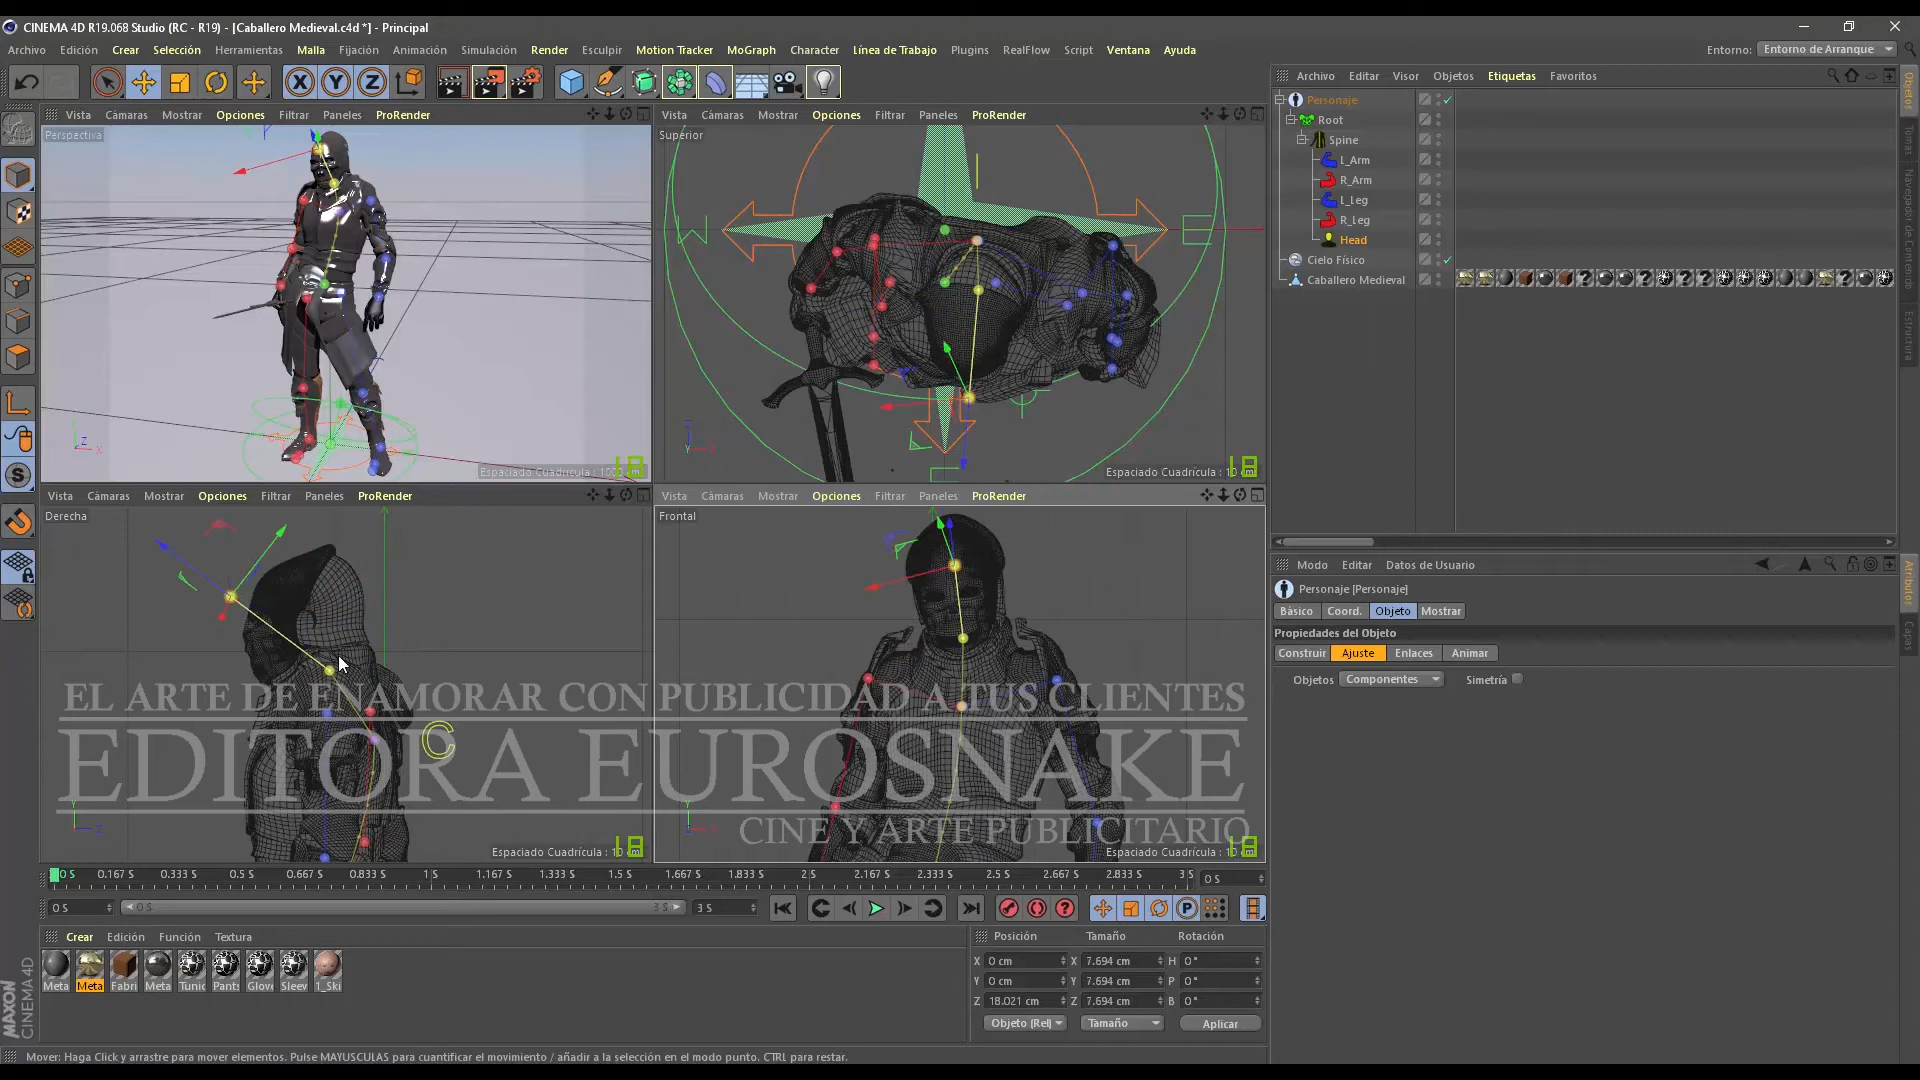 CINEMA 4D R19.068 Studio (RC - R19) - [Caballero Medieval.c4d *] - Principal
Archivo Edición Crear Selección Herramientas Malla Fijación Animación Simulación Render Esculpir Motion Tracker MoGraph Character Línea de Trabajo Plugins RealFlow Script Ventana Ayuda
Entorno: Entorno de Arranque
Archivo Editar Visor Objetos Etiquetas Favoritos
Personaje
Root
Spine
L_Arm
R_Arm
L_Leg
R_Leg
Head
Cielo Físico
Caballero Medieval
Objetos
Tomas
Navegador de Contenido
Estructura
Vista Cámaras Mostrar Opciones Filtrar Paneles ProRender
Perspectiva
Espaciado Cuadrícula : 1000 cm
Vista Cámaras Mostrar Opciones Filtrar Paneles ProRender
Superior
Espaciado Cuadrícula : 10 cm
Vista Cámaras Mostrar Opciones Filtrar Paneles ProRender
Derecha
Espaciado Cuadrícula : 10 cm
Vista Cámaras Mostrar Opciones Filtrar Paneles ProRender
Frontal
Espaciado Cuadrícula : 10 cm
EL ARTE DE ENAMORAR CON PUBLICIDAD A TUS CLIENTES
EDITORA EUROSNAKE
CINE Y ARTE PUBLICITARIO
Modo Editar Datos de Usuario
Personaje [Personaje]
Bàsico Coord. Objeto Mostrar
Propiedades del Objeto
Construir Ajuste Enlaces Animar
Objetos Componentes Simetría
Atributos
Capas
0 S 0.167 S 0.333 S 0.5 S 0.667 S 0.833 S 1 S 1.167 S 1.333 S 1.5 S 1.667 S 1.833 S 2 S 2.167 S 2.333 S 2.5 S 2.667 S 2.833 S 3 S 0 S
0 S 0 S 3 S 3 S
Crear Edición Función Textura
Meta Meta Fabri Meta Tunic Pants Glove Sleev 1_Ski
Posición Tamaño Rotación
X 0 cm X 7.694 cm H 0 °
Y 0 cm Y 7.694 cm P 0 °
Z 18.021 cm Z 7.694 cm B 0 °
Objeto (Rel) Tamaño Aplicar
MAXON
CINEMA 4D
Mover: Haga Click y arrastre para mover elementos. Pulse MAYUSCULAS para cuantificar el movimiento / añadir a la selección en el modo punto. CTRL para restar.